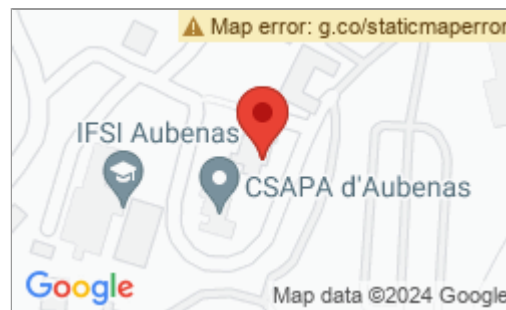 Map error: g.co/staticmaperror
IFSI Aubenas
CSAPA d'Aubenas
Google
Map data ©2024 Google